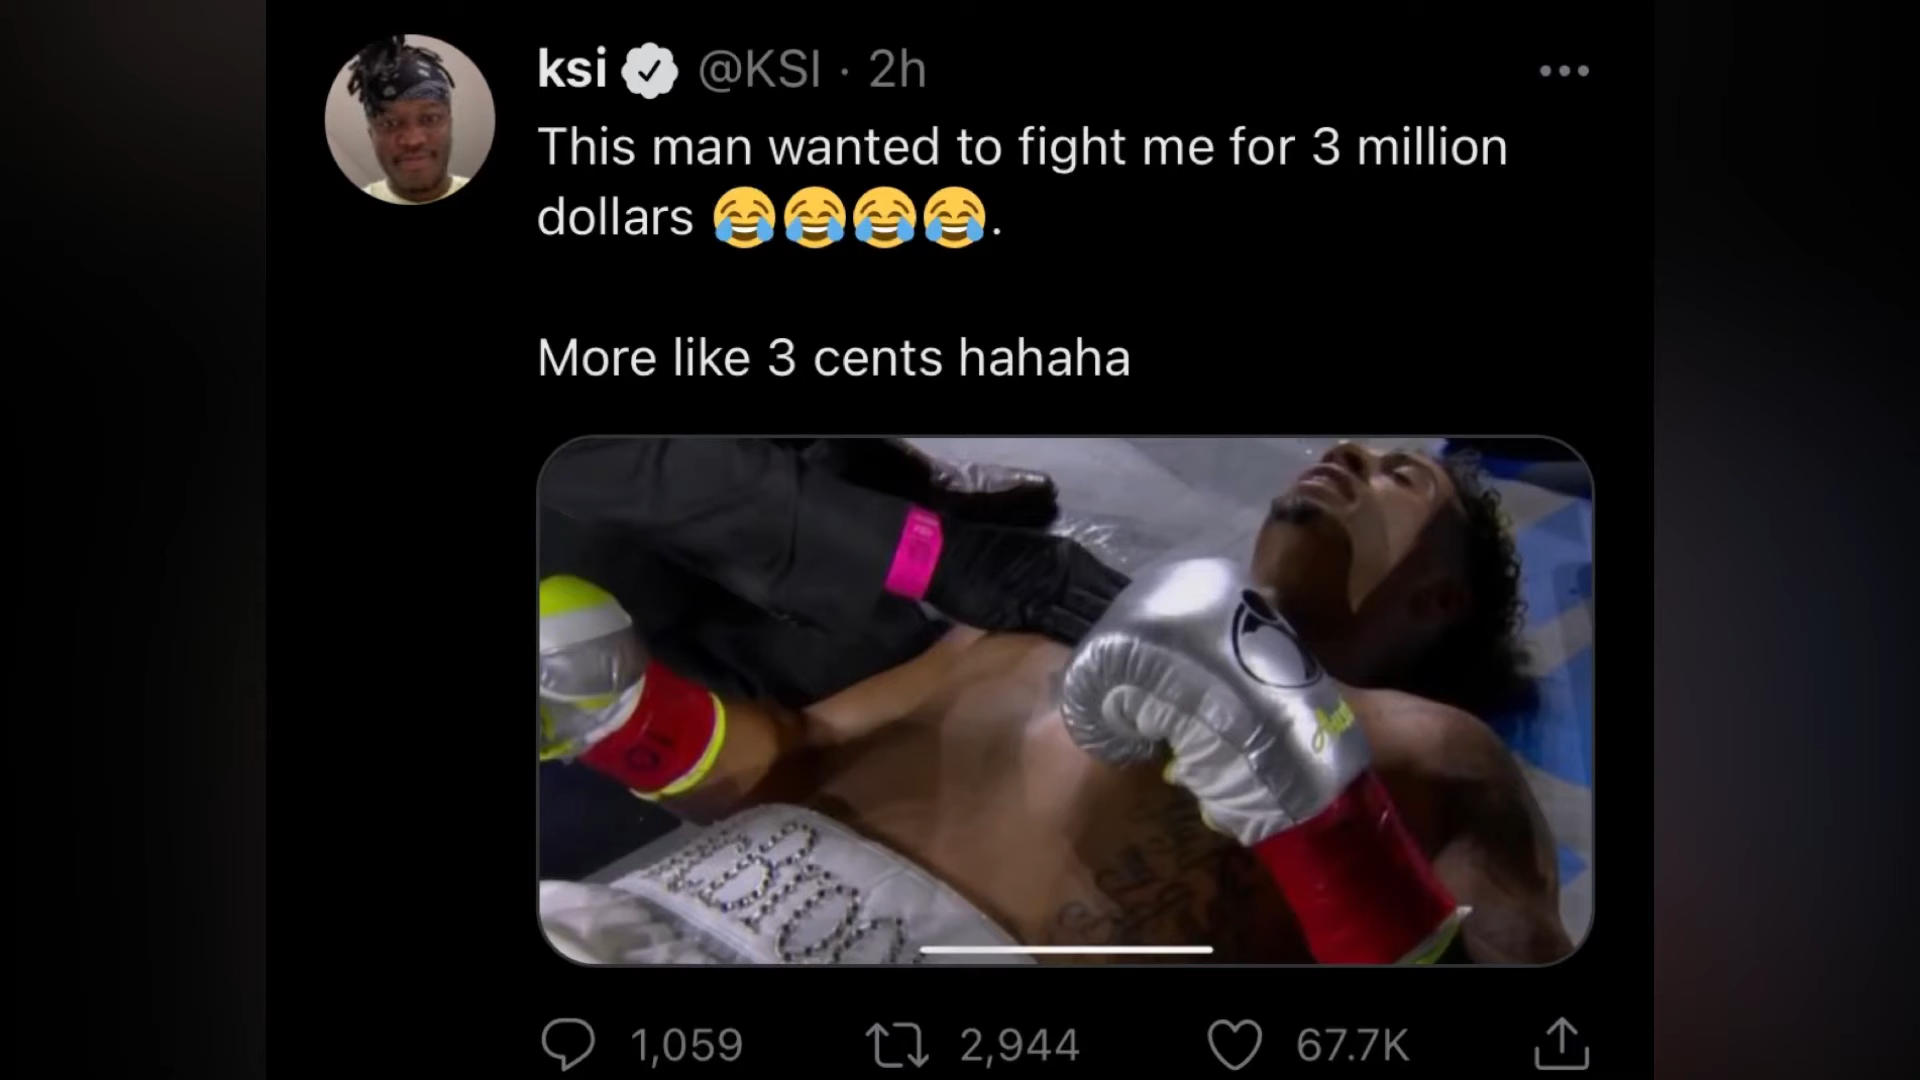 ksi @KSI · 2h
This man wanted to fight me for 3 million
dollars 😂😂😂😂.
More like 3 cents hahaha
1,059 2,944 67.7K